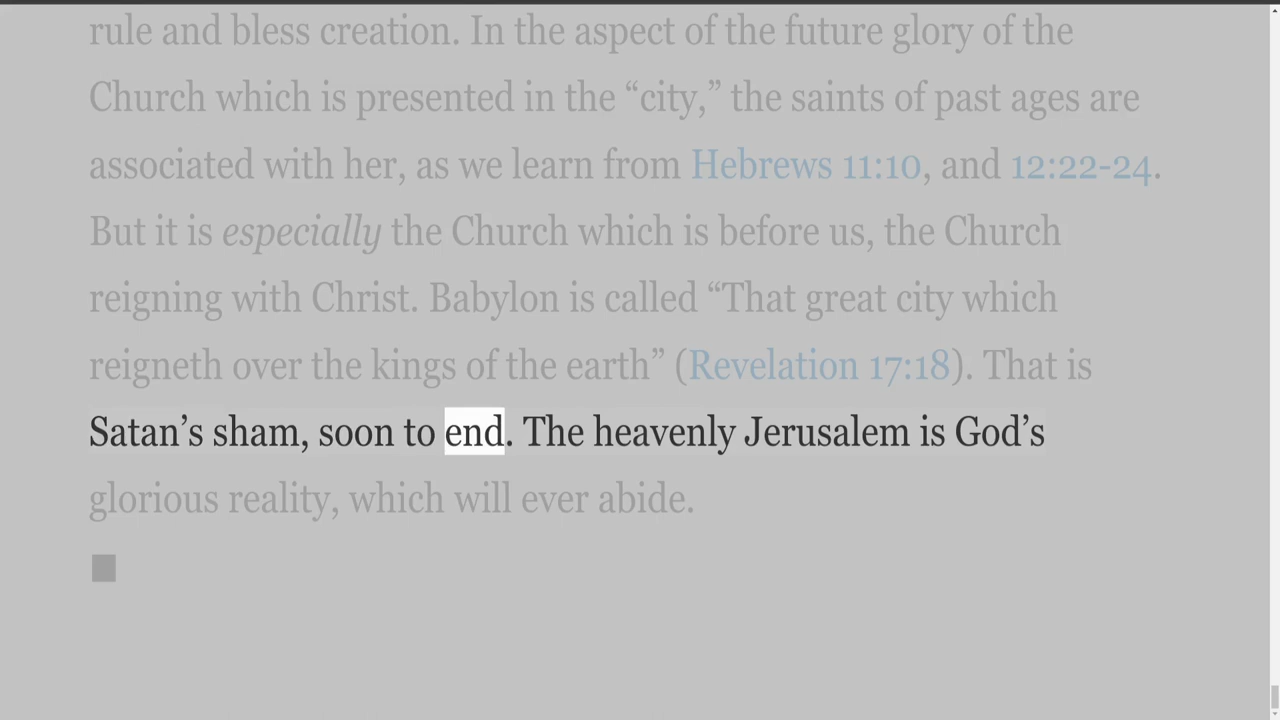 rule and bless creation. In the aspect of the future glory of the
Church which is presented in the “city,” the saints of past ages are
associated with her, as we learn from Hebrews 11:10, and 12:22-24.
But it is especially the Church which is before us, the Church
reigning with Christ. Babylon is called “That great city which
reigneth over the kings of the earth” (Revelation 17:18). That is
Satan’s sham, soon to end. The heavenly Jerusalem is God’s
glorious reality, which will ever abide.